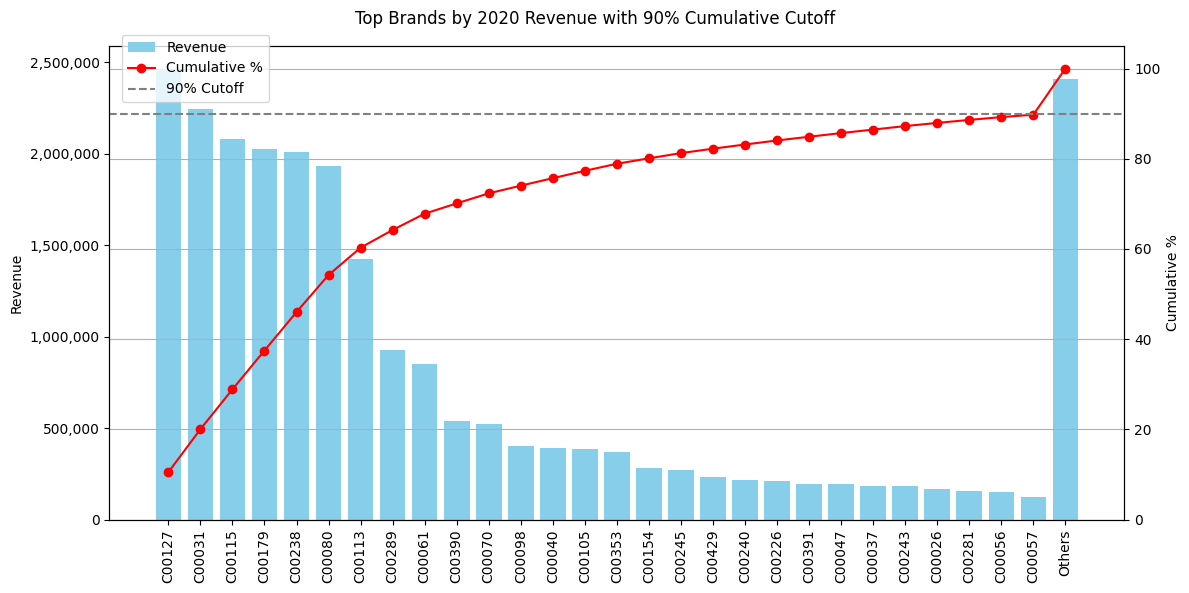 Top Brands by 2020 Revenue with 90% Cumulative Cutoff
Revenue
Cumulative %
90% Cutoff
Revenue
2,500,000
2,000,000
1,500,000
1,000,000
500,000
0
100
80
60
40
20
0
Cumulative %
C00127
C00031
C00115
C00179
C00238
C00080
C00113
C00289
C00061
C00390
C00070
C00098
C00040
C00105
C00353
C00154
C00245
C00429
C00240
C00226
C00391
C00047
C00037
C00243
C00026
C00281
C00056
C00057
Others